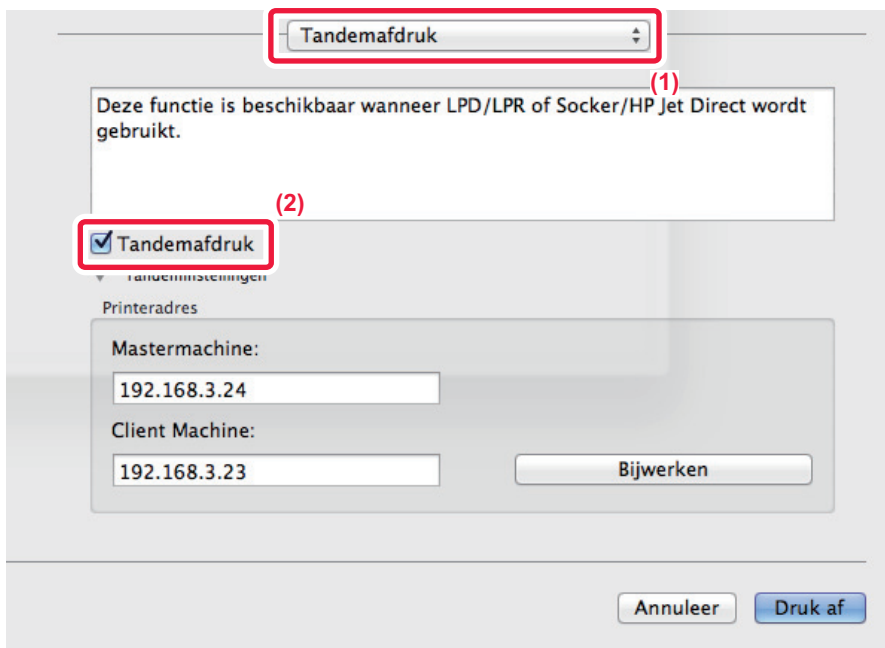 Tandemafdruk
(1)
Deze functie is beschikbaar wanneer LPD/LPR of Socker/HP Jet Direct wordt
gebruikt.
(2)
Tandemafdruk
Tandeminstellingen
Printeradres
Mastermachine:
192.168.3.24
Client Machine:
192.168.3.23
Bijwerken
Annuleer
Druk af